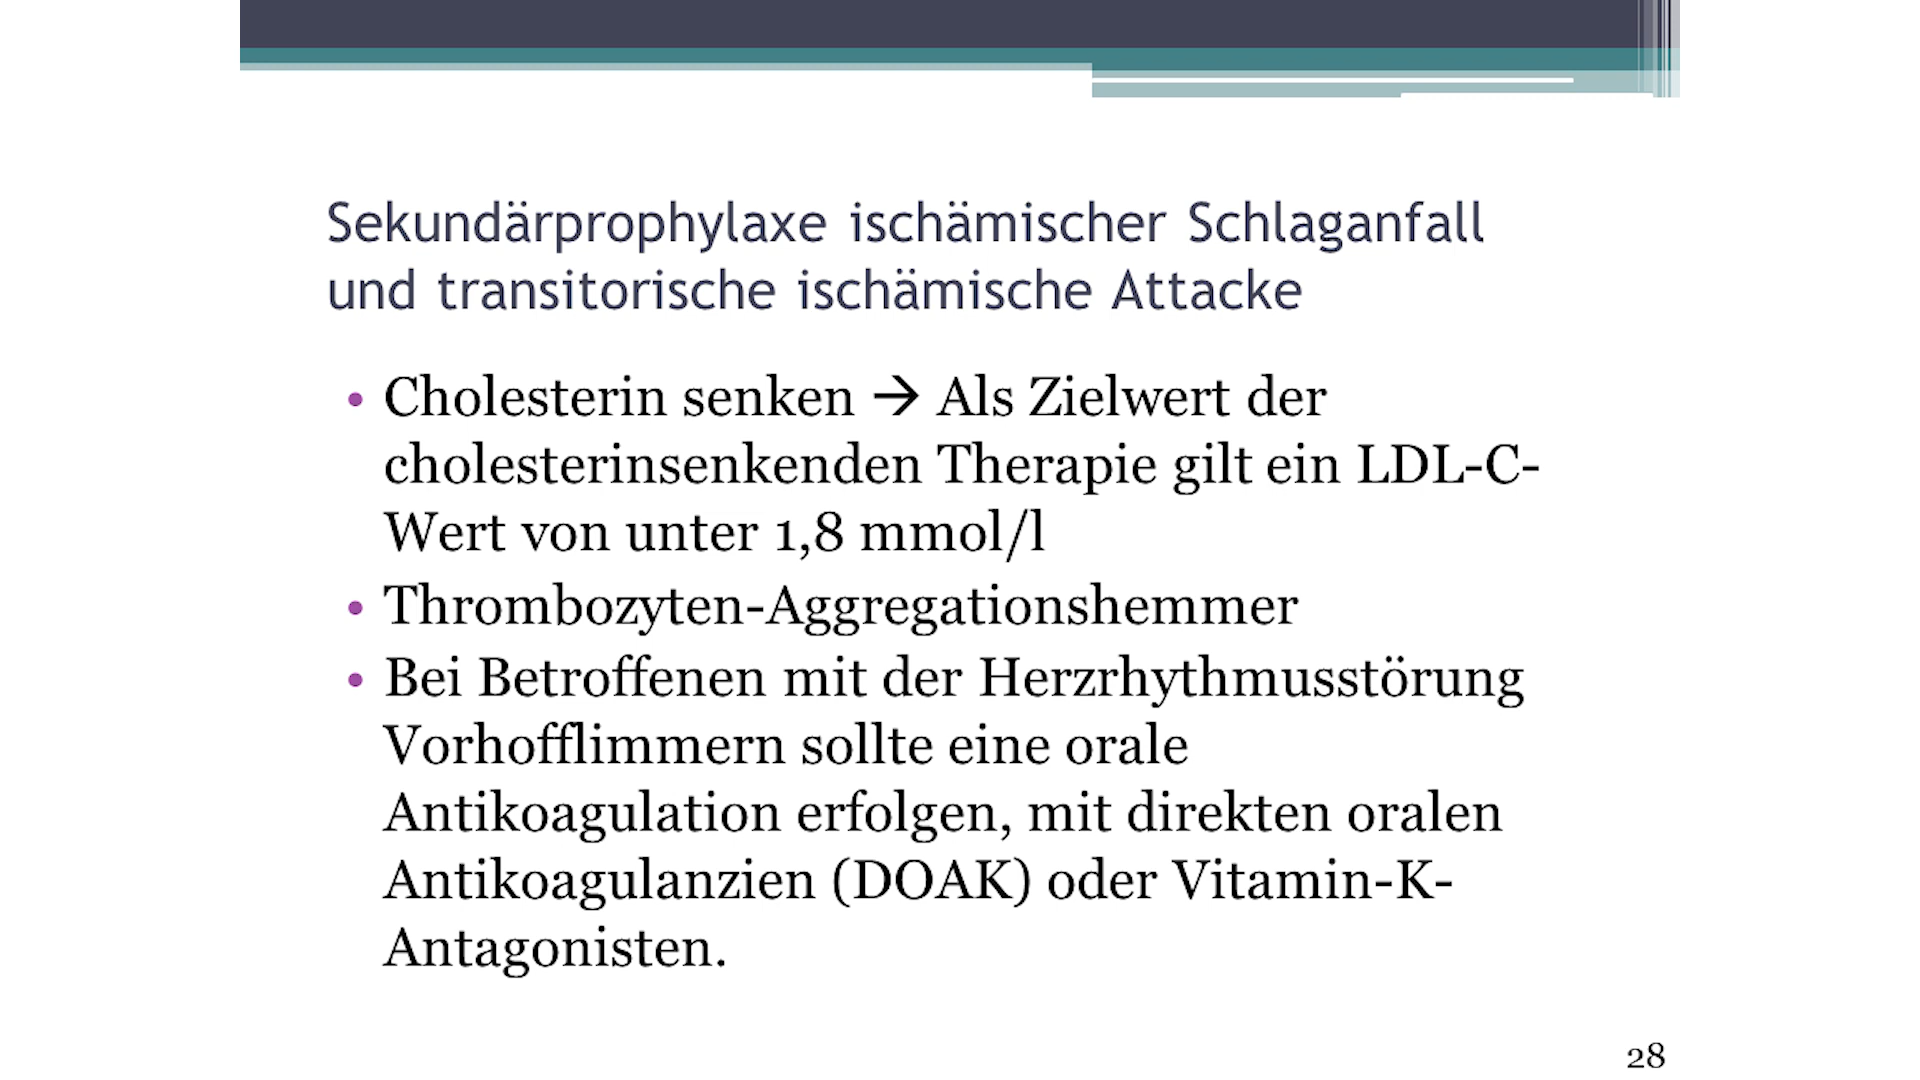 Sekundärprophylaxe ischämischer Schlaganfall
und transitorische ischämische Attacke
• Cholesterin senken → Als Zielwert der
cholesterinsenkenden Therapie gilt ein LDL-C-
Wert von unter 1,8 mmol/l
• Thrombozyten-Aggregationshemmer
• Bei Betroffenen mit der Herzrhythmusstörung
Vorhofflimmern sollte eine orale
Antikoagulation erfolgen, mit direkten oralen
Antikoagulanzien (DOAK) oder Vitamin-K-
Antagonisten.
28